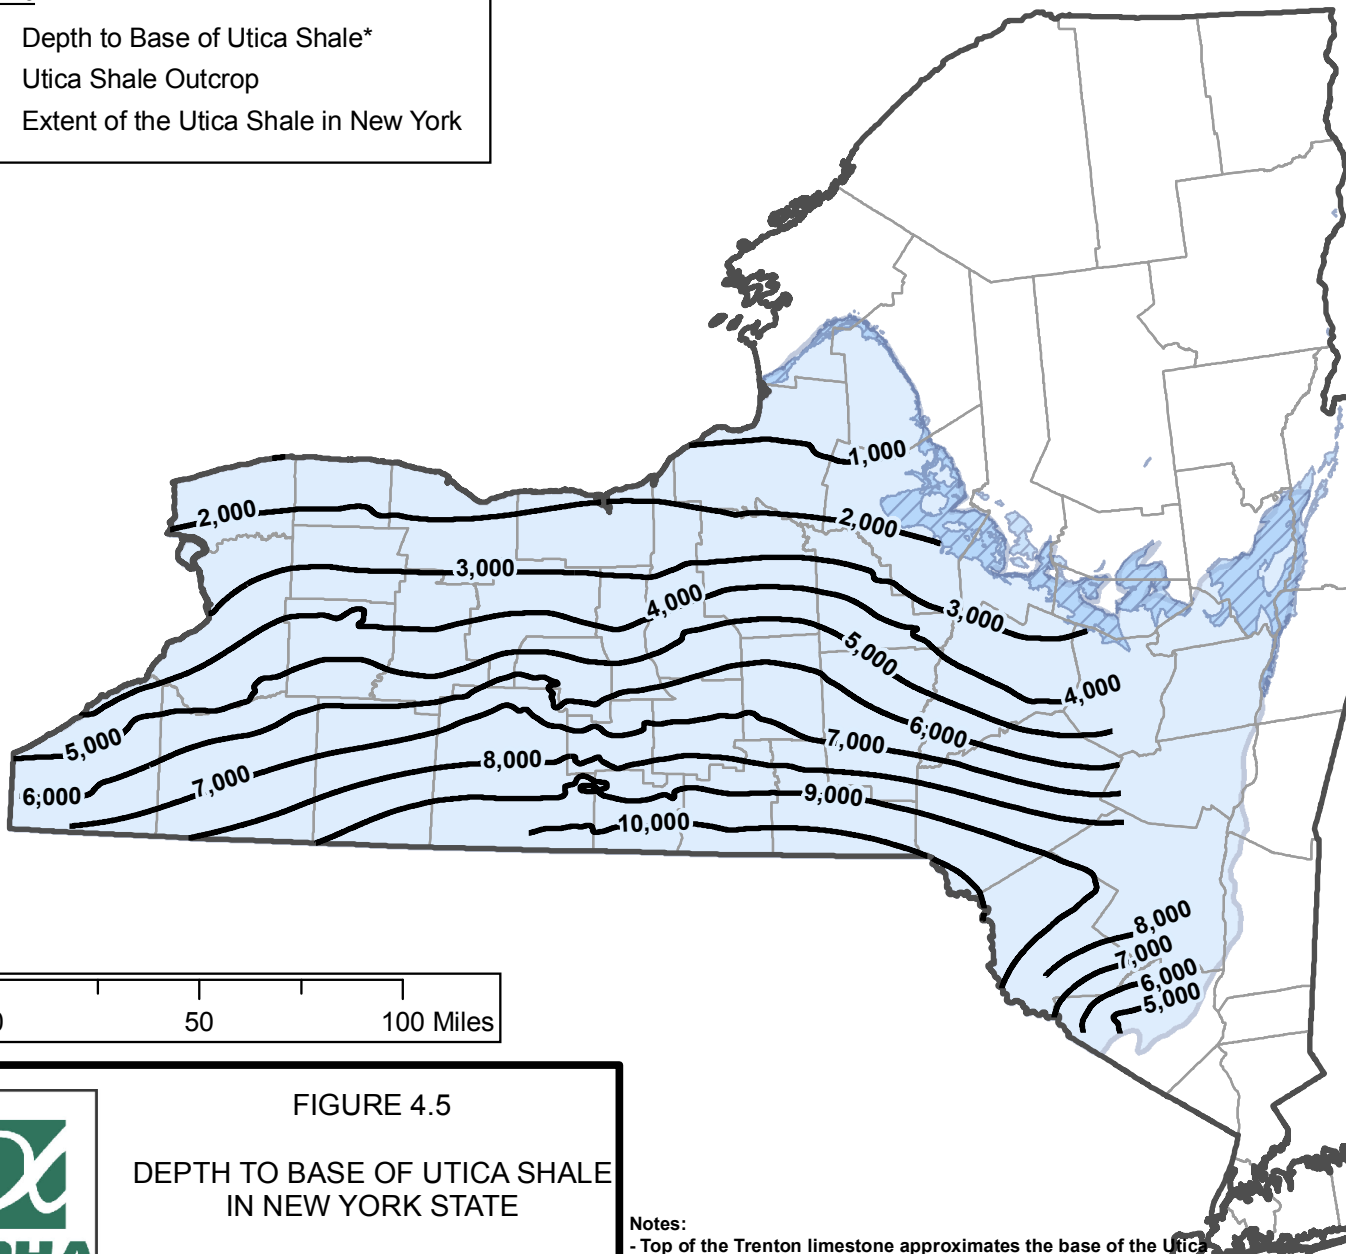 Depth to Base of Utica Shale*
Utica Shale Outcrop
Extent of the Utica Shale in New York
1,000
2,000
2,000
3,000
3,000
4,000
4,000
5,000
5,000
6,000
6,000
7,000
7,000
8,000
9,000
10,000
8,000
7,000
6,000
5,000
50
100 Miles
FIGURE 4.5
DEPTH TO BASE OF UTICA SHALE
IN NEW YORK STATE
Notes:
- Top of the Trenton limestone approximates the base of the Utica